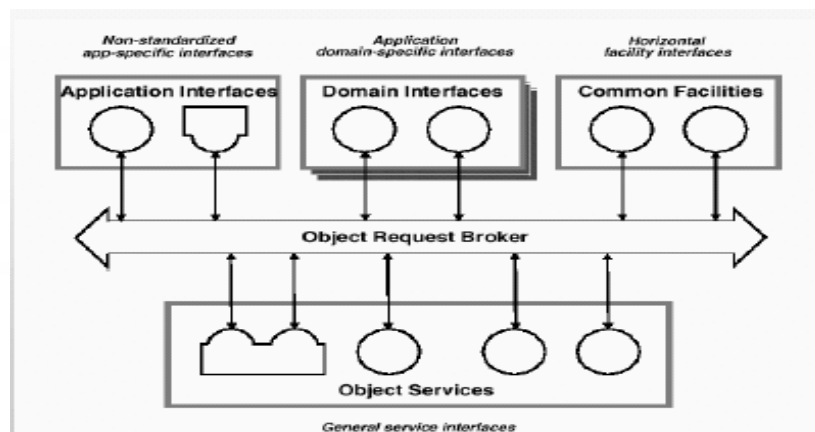 Non-standardized
app-specific interfaces
Application
domain-specific interfaces
Horizontal
facility interfaces
Application Interfaces
Domain Interfaces
Common Facilities
Object Request Broker
Object Services
General service interfaces